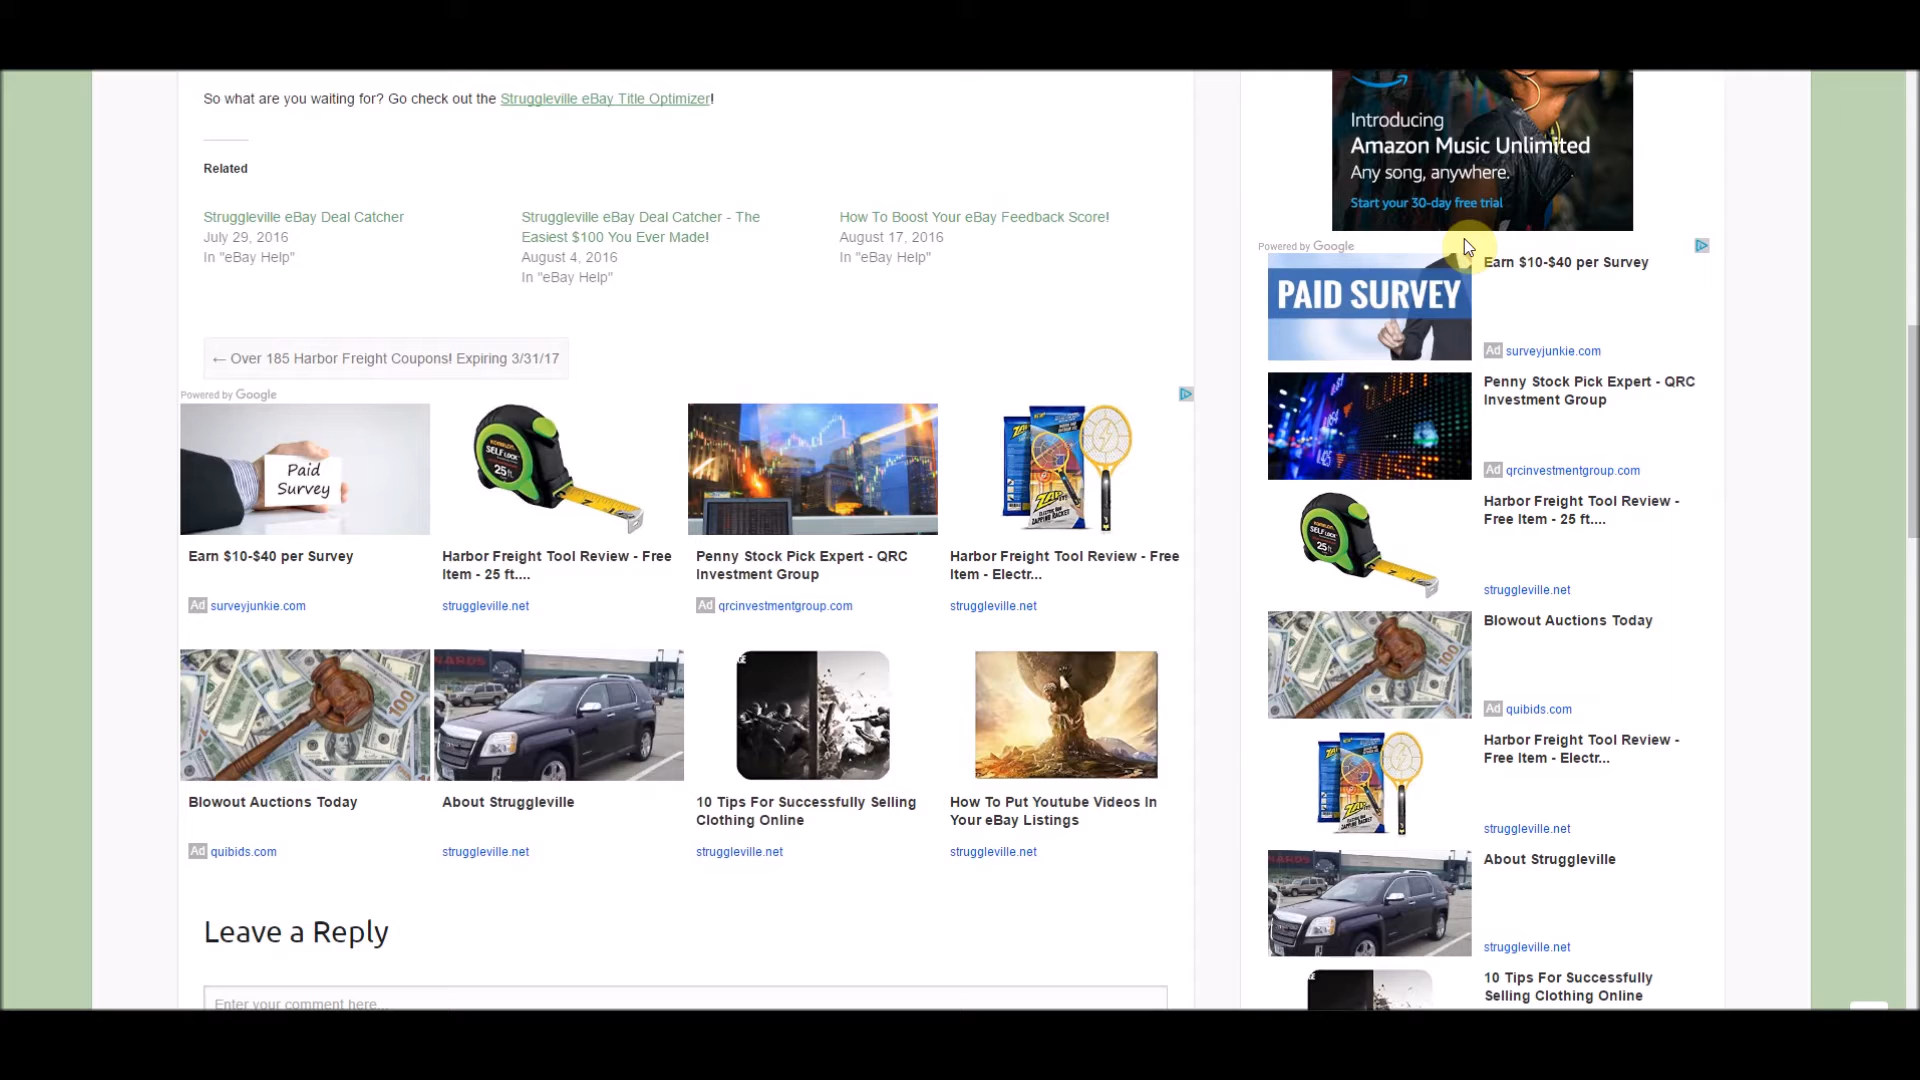 So what are you waiting for? Go check out the Struggleville eBay Title Optimizer!
Related
Struggleville eBay Deal Catcher
July 29, 2016
In "eBay Help"
Struggleville eBay Deal Catcher - The
Easiest $100 You Ever Made!
August 4, 2016
In "eBay Help"
How To Boost Your eBay Feedback Score!
August 17, 2016
In "eBay Help"
← Over 185 Harbor Freight Coupons! Expiring 3/31/17
Powered by Google
Paid
Survey
Earn $10-$40 per Survey
Ad surveyjunkie.com
SELF LOCK
25 ft
Harbor Freight Tool Review - Free
Item - 25 ft....
struggleville.net
Penny Stock Pick Expert - QRC
Investment Group
Ad qrcinvestmentgroup.com
Harbor Freight Tool Review - Free
Item - Electr...
struggleville.net
100
Blowout Auctions Today
Ad quibids.com
About Struggleville
struggleville.net
10 Tips For Successfully Selling
Clothing Online
struggleville.net
How To Put Youtube Videos In
Your eBay Listings
struggleville.net
Leave a Reply
Enter your comment here...
Introducing
Amazon Music Unlimited
Any song, anywhere.
Start your 30-day free trial
Powered by Google
PAID SURVEY
Earn $10-$40 per Survey
Ad surveyjunkie.com
Penny Stock Pick Expert - QRC
Investment Group
Ad qrcinvestmentgroup.com
SELF LOCK
25 ft
Harbor Freight Tool Review -
Free Item - 25 ft....
struggleville.net
100
Blowout Auctions Today
Ad quibids.com
Harbor Freight Tool Review -
Free Item - Electr...
struggleville.net
About Struggleville
struggleville.net
10 Tips For Successfully
Selling Clothing Online